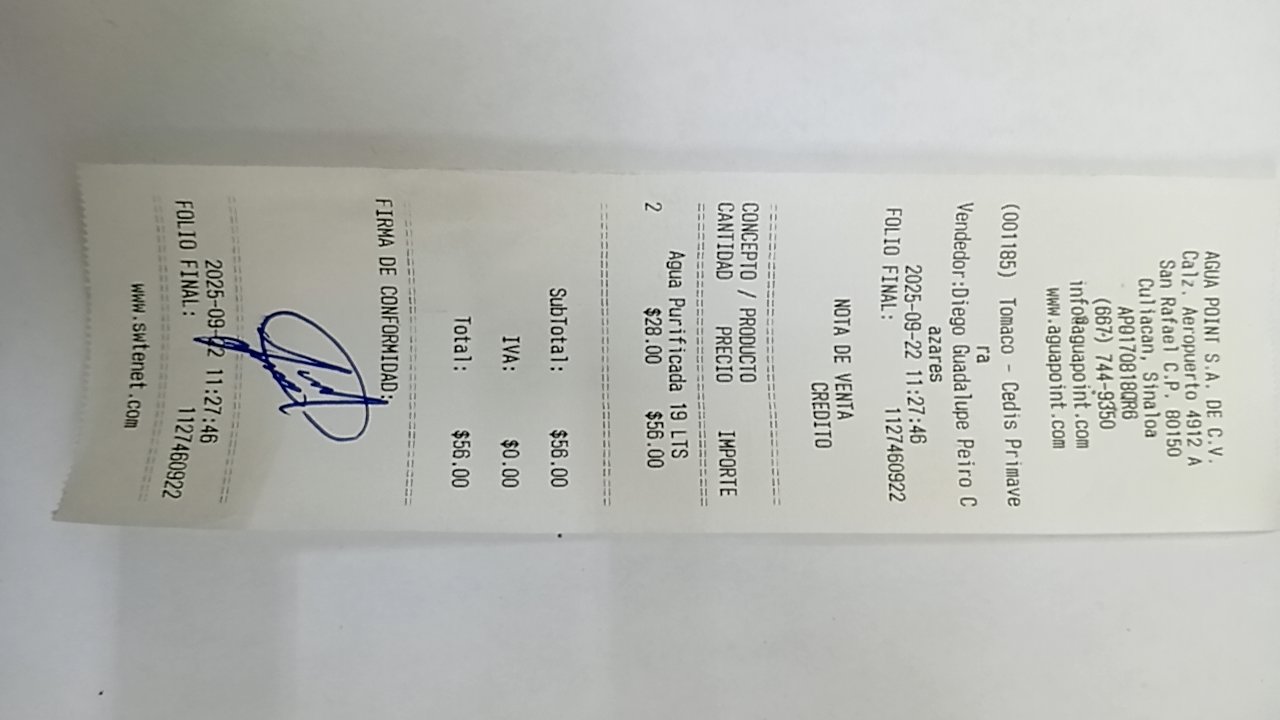 AGUA POINT S.A. DE C.V.
Calz. Aeropuerto 4912 A
San Rafael C.P. 80150
Culiacan, Sinaloa
APO170818QR6
(667) 744-9350
info@aguapoint.com
www.aguapoint.com
(001185) Tomaco - Cedis Primave
ra
Vendedor:Diego Guadalupe Peiro C
azares
2025-09-22 11:27:46
FOLIO FINAL: 1127460922
NOTA DE VENTA
CREDITO
CONCEPTO / PRODUCTO
CANTIDAD PRECIO IMPORTE
Agua Purificada 19 LTS
2 $28.00 $56.00
SubTotal: $56.00
IVA: $0.00
Total: $56.00
FIRMA DE CONFORMIDAD:
2025-09-22 11:27:46
FOLIO FINAL: 1127460922
www.swtenet.com